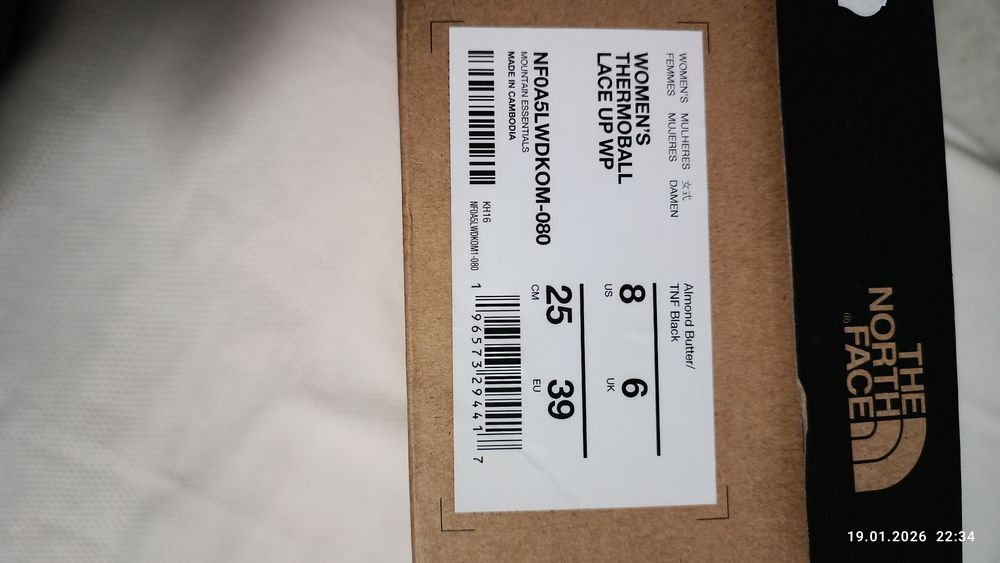 WOMEN'S MULHERES 女式
FEMMES MUJERES DAMEN
WOMEN'S
THERMOBALL
LACE UP WP
NF0A5LWDKOM-080
MOUNTAIN ESSENTIALS
MADE IN CAMBODIA
KH16
NF0A5LWDKOM1-080
Almond Butter/
TNF Black
8 6
US UK
25 39
CM EU
1 96573 29441 7
THE
NORTH
FACE
®
19.01.2026 22:34